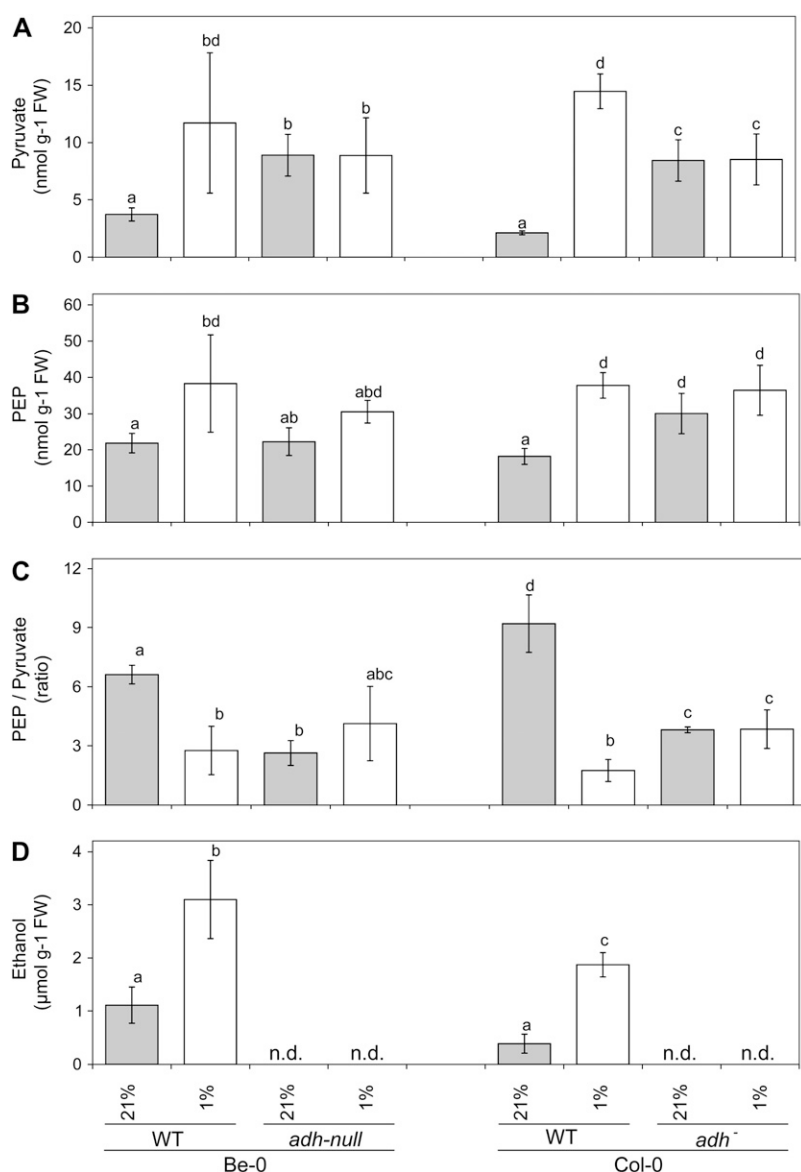 A
Pyruvate
(nmol g-1 FW)
20
15
10
5
0
a
bd
b
b
a
d
c
c
B
PEP
(nmol g-1 FW)
60
50
40
30
20
10
0
a
bd
ab
abd
a
d
d
d
C
PEP / Pyruvate
(ratio)
12
9
6
3
0
a
b
b
abc
d
b
c
c
D
Ethanol
(µmol g-1 FW)
4
3
2
1
0
a
b
n.d.
n.d.
a
c
n.d.
n.d.
21%
1%
21%
1%
21%
1%
21%
1%
WT
adh-null
WT
adh⁻
Be-0
Col-0